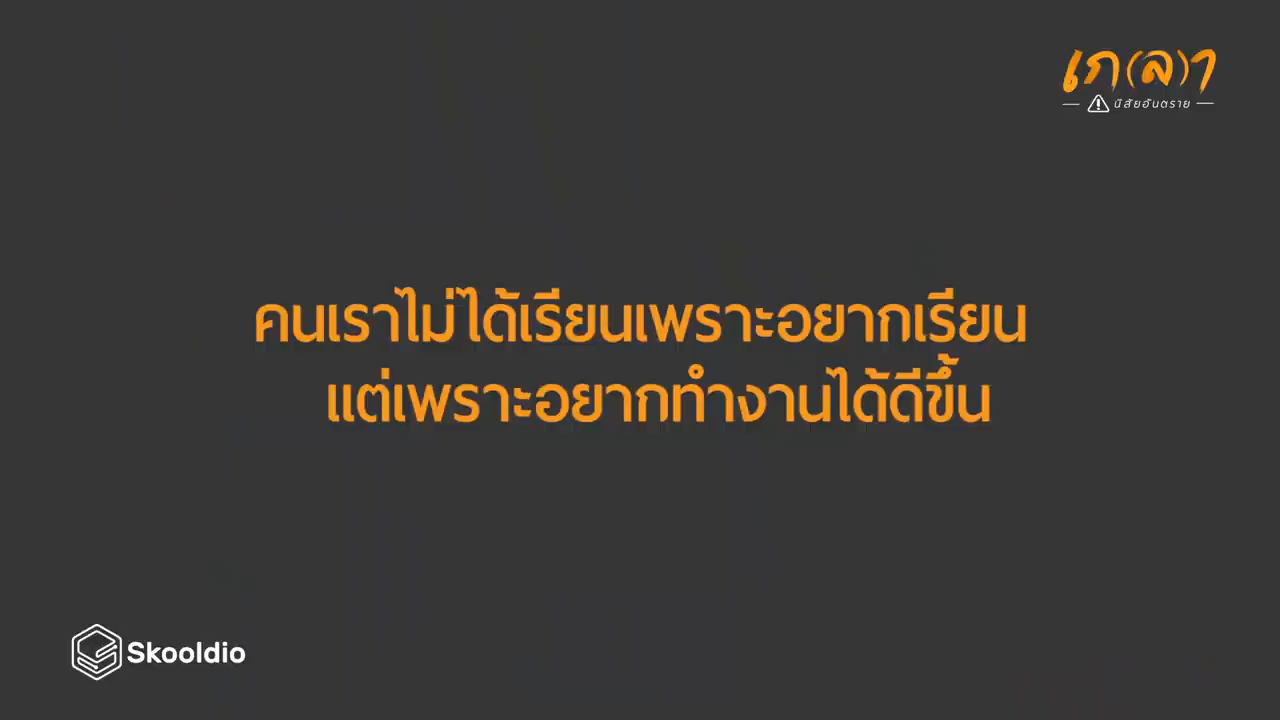 เก(ล)า
นิสัยอันตราย
คนเราไม่ได้เรียนเพราะอยากเรียน
แต่เพราะอยากทำงานได้ดีขึ้น
Skooldio